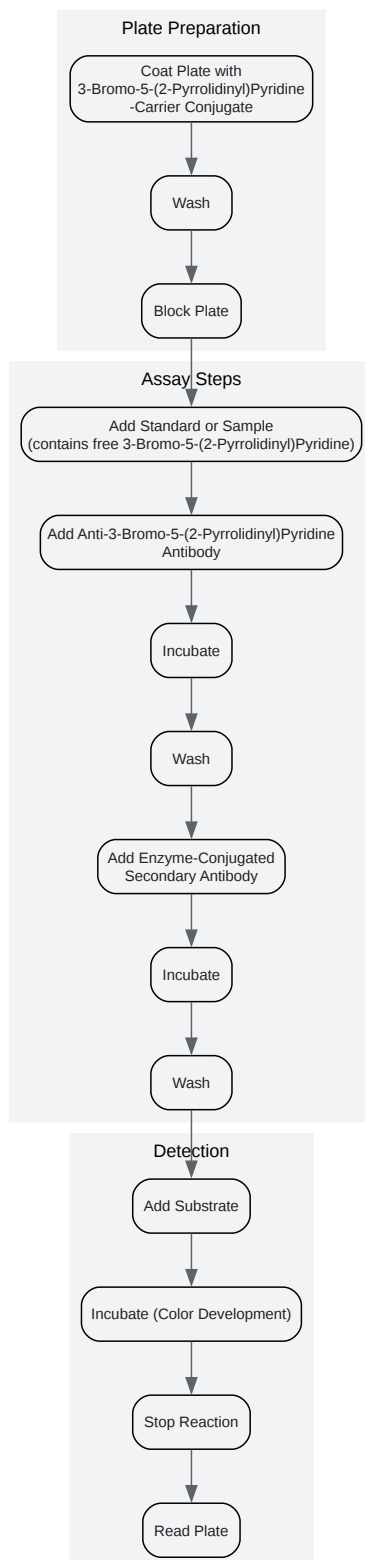 Plate Preparation
Coat Plate with
3-Bromo-5-(2-Pyrrolidinyl)Pyridine
-Carrier Conjugate
Wash
Block Plate
Assay Steps
Add Standard or Sample
(contains free 3-Bromo-5-(2-Pyrrolidinyl)Pyridine)
Add Anti-3-Bromo-5-(2-Pyrrolidinyl)Pyridine
Antibody
Incubate
Wash
Add Enzyme-Conjugated
Secondary Antibody
Incubate
Wash
Detection
Add Substrate
Incubate (Color Development)
Stop Reaction
Read Plate